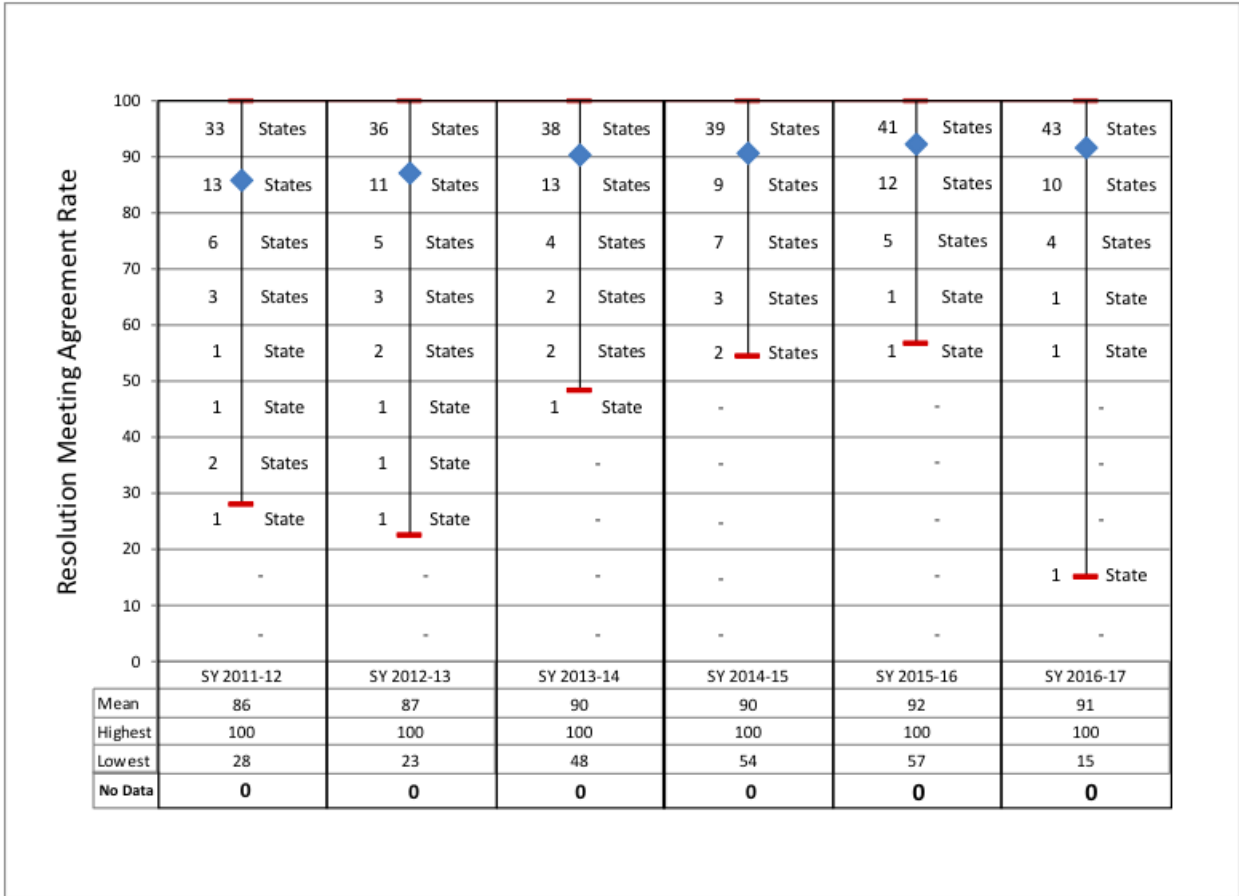 Resolution Meeting Agreement Rate
100
33 States 36 States 38 States 39 States 41 States 43 States
90
13 States 11 States 13 States 9 States 12 States 10 States
80
6 States 5 States 4 States 7 States 5 States 4 States
70
3 States 3 States 2 States 3 States 1 State 1 State
60
1 State 2 States 2 States 2 States 1 State 1 State
50
1 State 1 State 1 State - - -
40
2 States 1 State - - - -
30
1 State 1 State - - - -
20
- - - - - 1 State
10
- - - - - -
0
SY 2011-12 SY 2012-13 SY 2013-14 SY 2014-15 SY 2015-16 SY 2016-17
Mean 86 87 90 90 92 91
Highest 100 100 100 100 100 100
Lowest 28 23 48 54 57 15
No Data 0 0 0 0 0 0